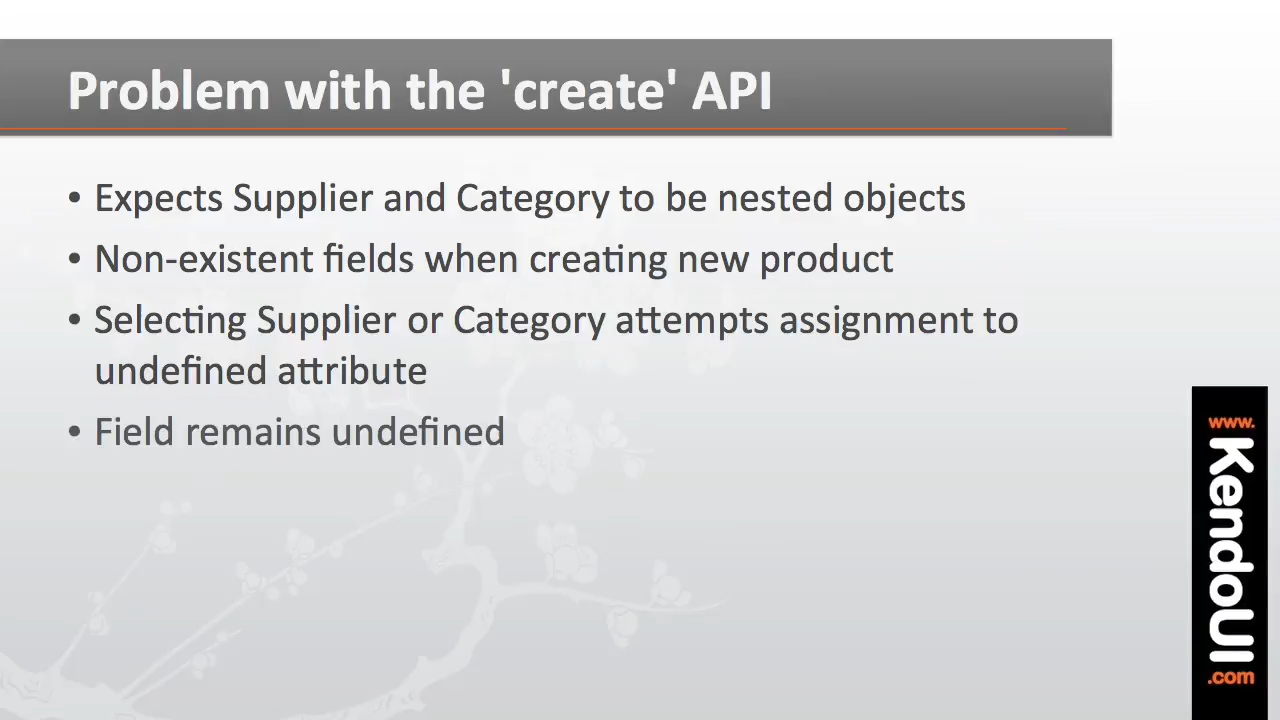 Problem with the 'create' API
• Expects Supplier and Category to be nested objects
• Non-existent fields when creating new product
• Selecting Supplier or Category attempts assignment to
undefined attribute
• Field remains undefined
www.
KendoUI
.com